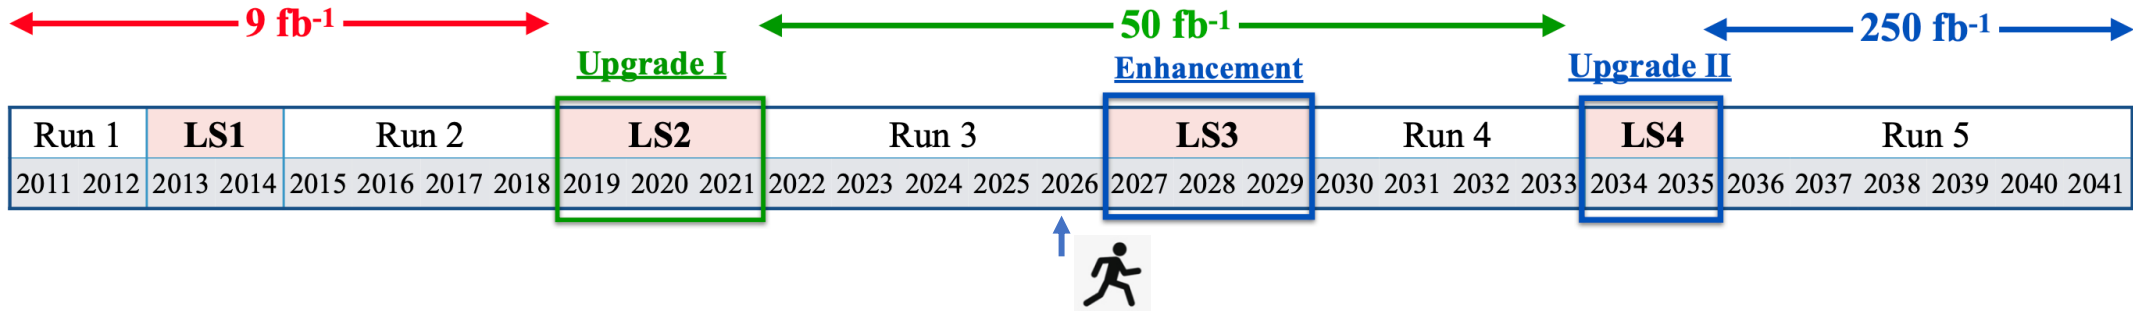 9 fb-1 50 fb-1 250 fb-1
Upgrade I Enhancement Upgrade II
Run 1 LS1 Run 2 LS2 Run 3 LS3 Run 4 LS4 Run 5
2011 2012 2013 2014 2015 2016 2017 2018 2019 2020 2021 2022 2023 2024 2025 2026 2027 2028 2029 2030 2031 2032 2033 2034 2035 2036 2037 2038 2039 2040 2041